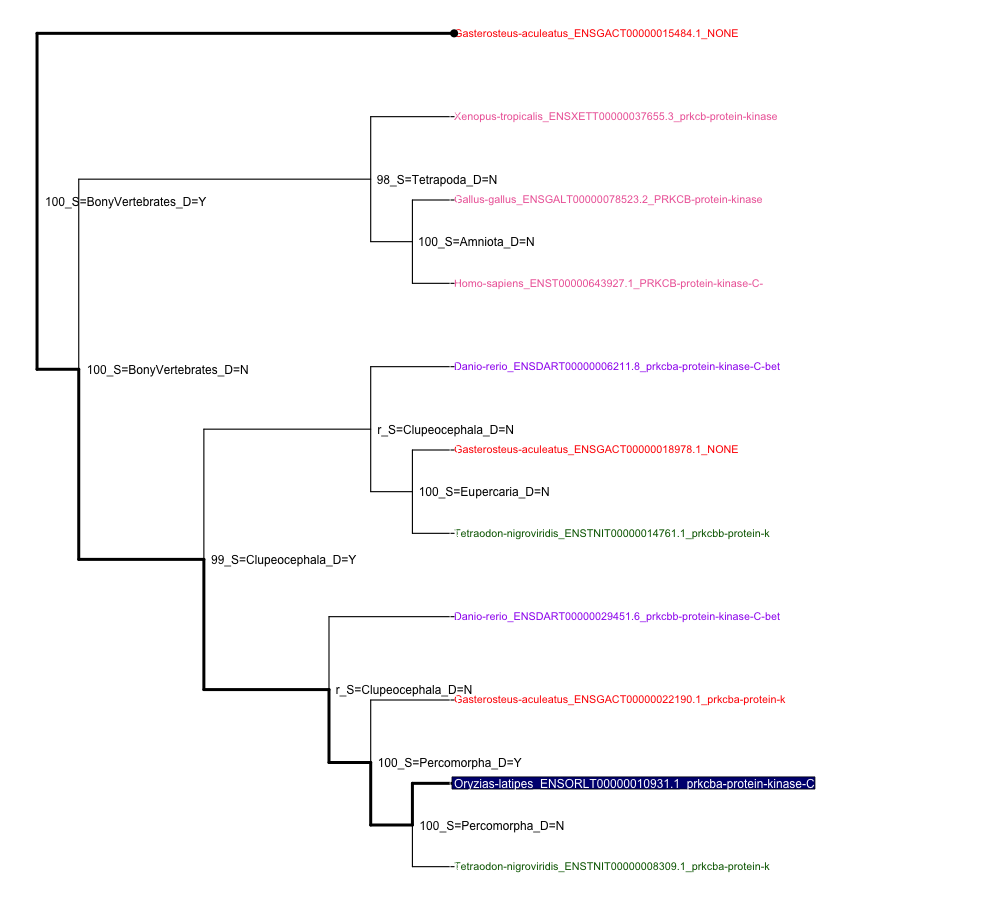 Gasterosteus-aculeatus_ENSGACT00000015484.1_NONE
Xenopus-tropicalis_ENSXETT00000037655.3_prkcb-protein-kinase
98_S=Tetrapoda_D=N
Gallus-gallus_ENSGALT00000078523.2_PRKCB-protein-kinase
100_S=BonyVertebrates_D=Y
100_S=Amniota_D=N
Homo-sapiens_ENST00000643927.1_PRKCB-protein-kinase-C-
Danio-rerio_ENSDART00000006211.8_prkcba-protein-kinase-C-bet
100_S=BonyVertebrates_D=N
r_S=Clupeocephala_D=N
Gasterosteus-aculeatus_ENSGACT00000018978.1_NONE
100_S=Eupercaria_D=N
Tetraodon-nigroviridis_ENSTNIT00000014761.1_prkcbb-protein-k
99_S=Clupeocephala_D=Y
Danio-rerio_ENSDART00000029451.6_prkcbb-protein-kinase-C-bet
r_S=Clupeocephala_D=N
Gasterosteus-aculeatus_ENSGACT00000022190.1_prkcba-protein-k
100_S=Percomorpha_D=Y
Oryzias-latipes_ENSORLT00000010931.1_prkcba-protein-kinase-C
100_S=Percomorpha_D=N
Tetraodon-nigroviridis_ENSTNIT00000008309.1_prkcba-protein-k